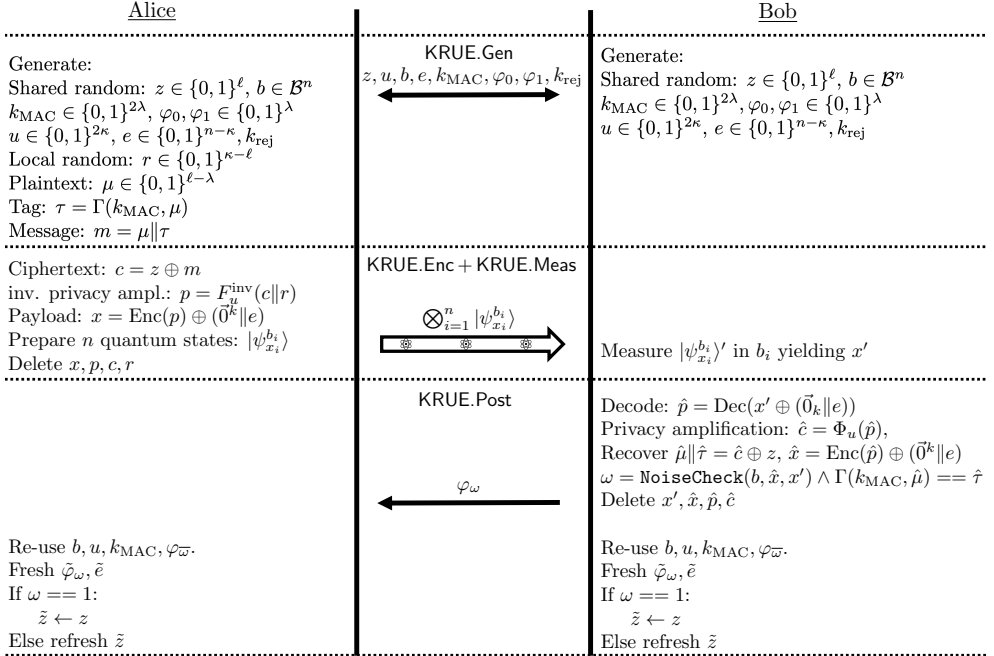 Alice
Bob
Generate:
Shared random: z ∈ {0, 1}^ℓ, b ∈ 𝓑^n
k_MAC ∈ {0, 1}^{2λ}, φ_0, φ_1 ∈ {0, 1}^λ
u ∈ {0, 1}^{2κ}, e ∈ {0, 1}^{n−κ}, k_rej
Local random: r ∈ {0, 1}^{κ−ℓ}
Plaintext: μ ∈ {0, 1}^{ℓ−λ}
Tag: τ = Γ(k_MAC, μ)
Message: m = μ‖τ
KRUE.Gen
z, u, b, e, k_MAC, φ_0, φ_1, k_rej
Generate:
Shared random: z ∈ {0, 1}^ℓ, b ∈ 𝓑^n
k_MAC ∈ {0, 1}^{2λ}, φ_0, φ_1 ∈ {0, 1}^λ
u ∈ {0, 1}^{2κ}, e ∈ {0, 1}^{n−κ}, k_rej
Ciphertext: c = z ⊕ m
inv. privacy ampl.: p = F_u^inv(c‖r)
Payload: x = Enc(p) ⊕ (0⃗^k‖e)
Prepare n quantum states: |ψ_{x_i}^{b_i}⟩
Delete x, p, c, r
KRUE.Enc + KRUE.Meas
⊗_{i=1}^n |ψ_{x_i}^{b_i}⟩
Measure |ψ_{x_i}^{b_i}⟩′ in b_i yielding x′
KRUE.Post
φ_ω
Decode: p̂ = Dec(x′ ⊕ (0⃗_k‖e))
Privacy amplification: ĉ = Φ_u(p̂),
Recover μ̂‖τ̂ = ĉ ⊕ z, x̂ = Enc(p̂) ⊕ (0⃗^k‖e)
ω = NoiseCheck(b, x̂, x′) ∧ Γ(k_MAC, μ̂) == τ̂
Delete x′, x̂, p̂, ĉ
Re-use b, u, k_MAC, φ_ω̅.
Fresh φ̃_ω, ẽ
If ω == 1:
z̃ ← z
Else refresh z̃
Re-use b, u, k_MAC, φ_ω̅.
Fresh φ̃_ω, ẽ
If ω == 1:
z̃ ← z
Else refresh z̃